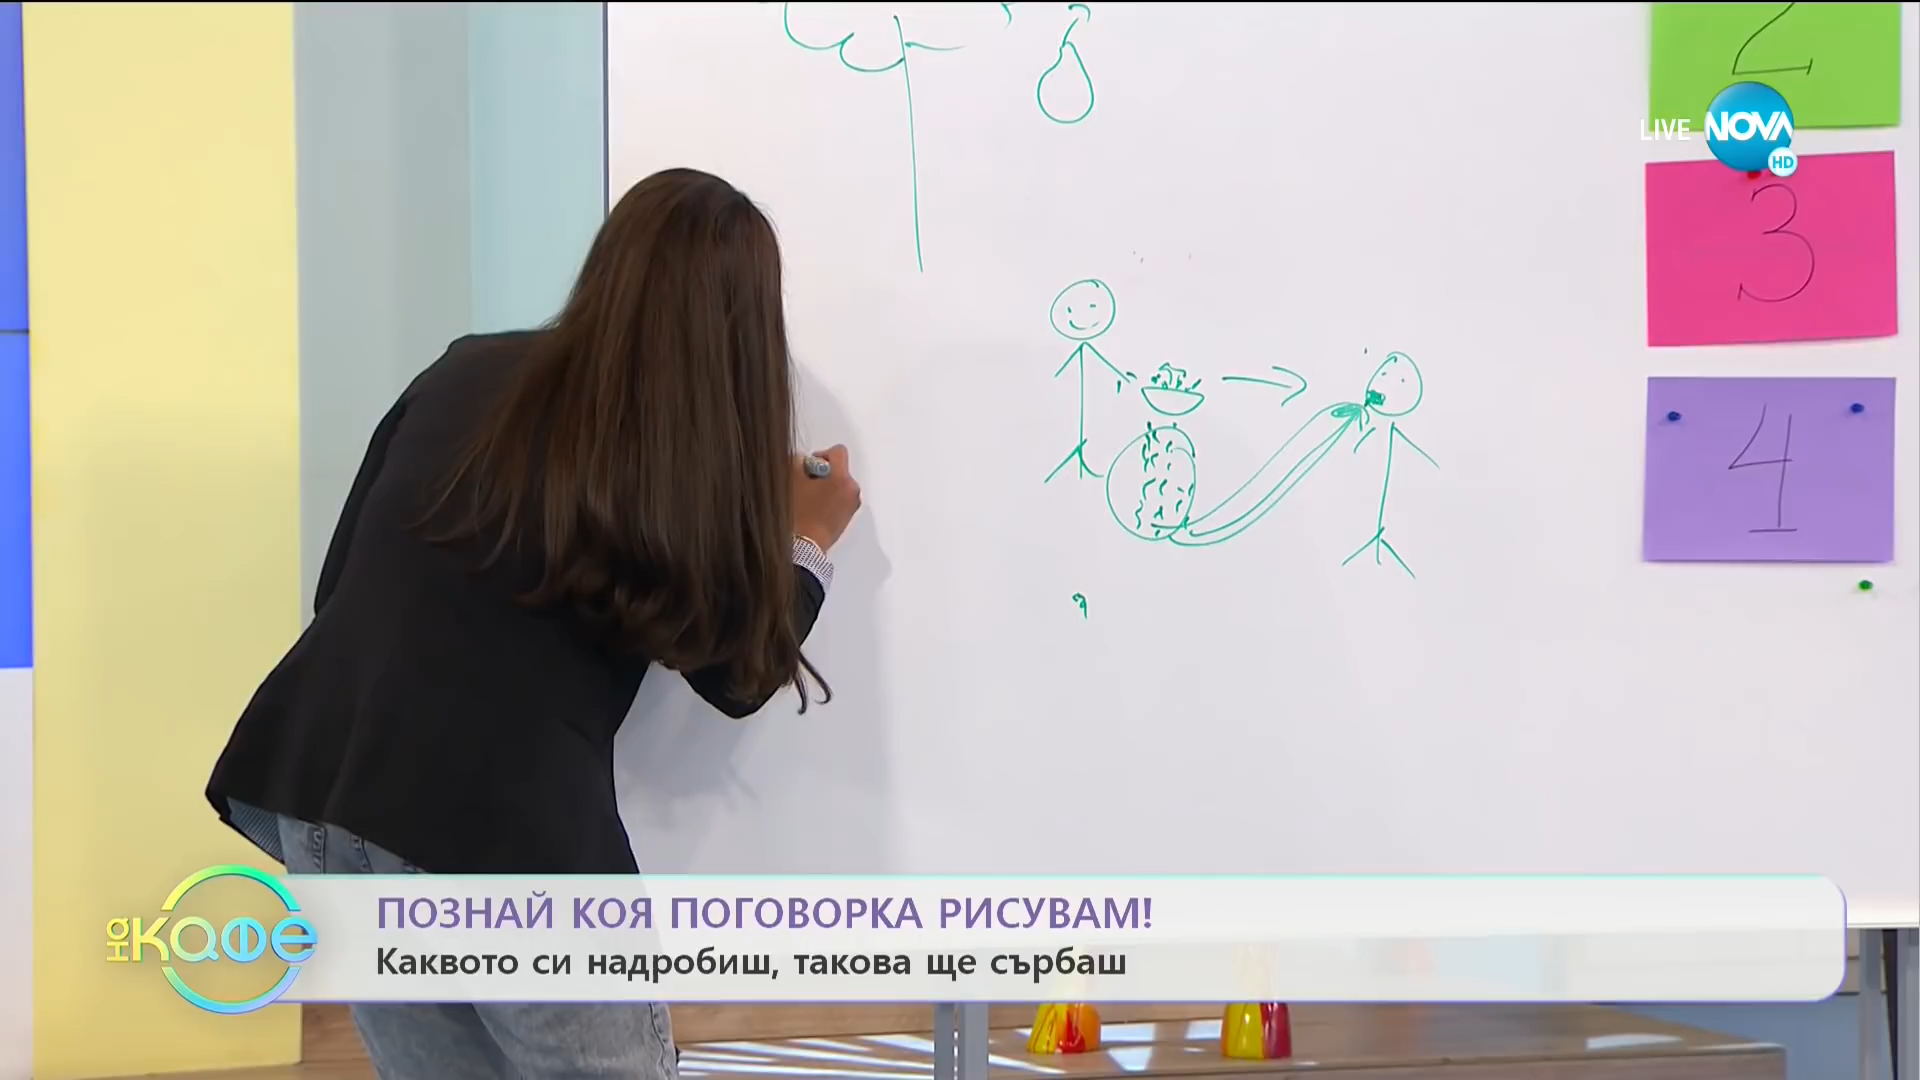 2
LIVE NOVA
HD
3
4
ПОЗНАЙ КОЯ ПОГОВОРКА РИСУВАМ!
на кафе
Каквото си надробиш, такова ще сърбаш